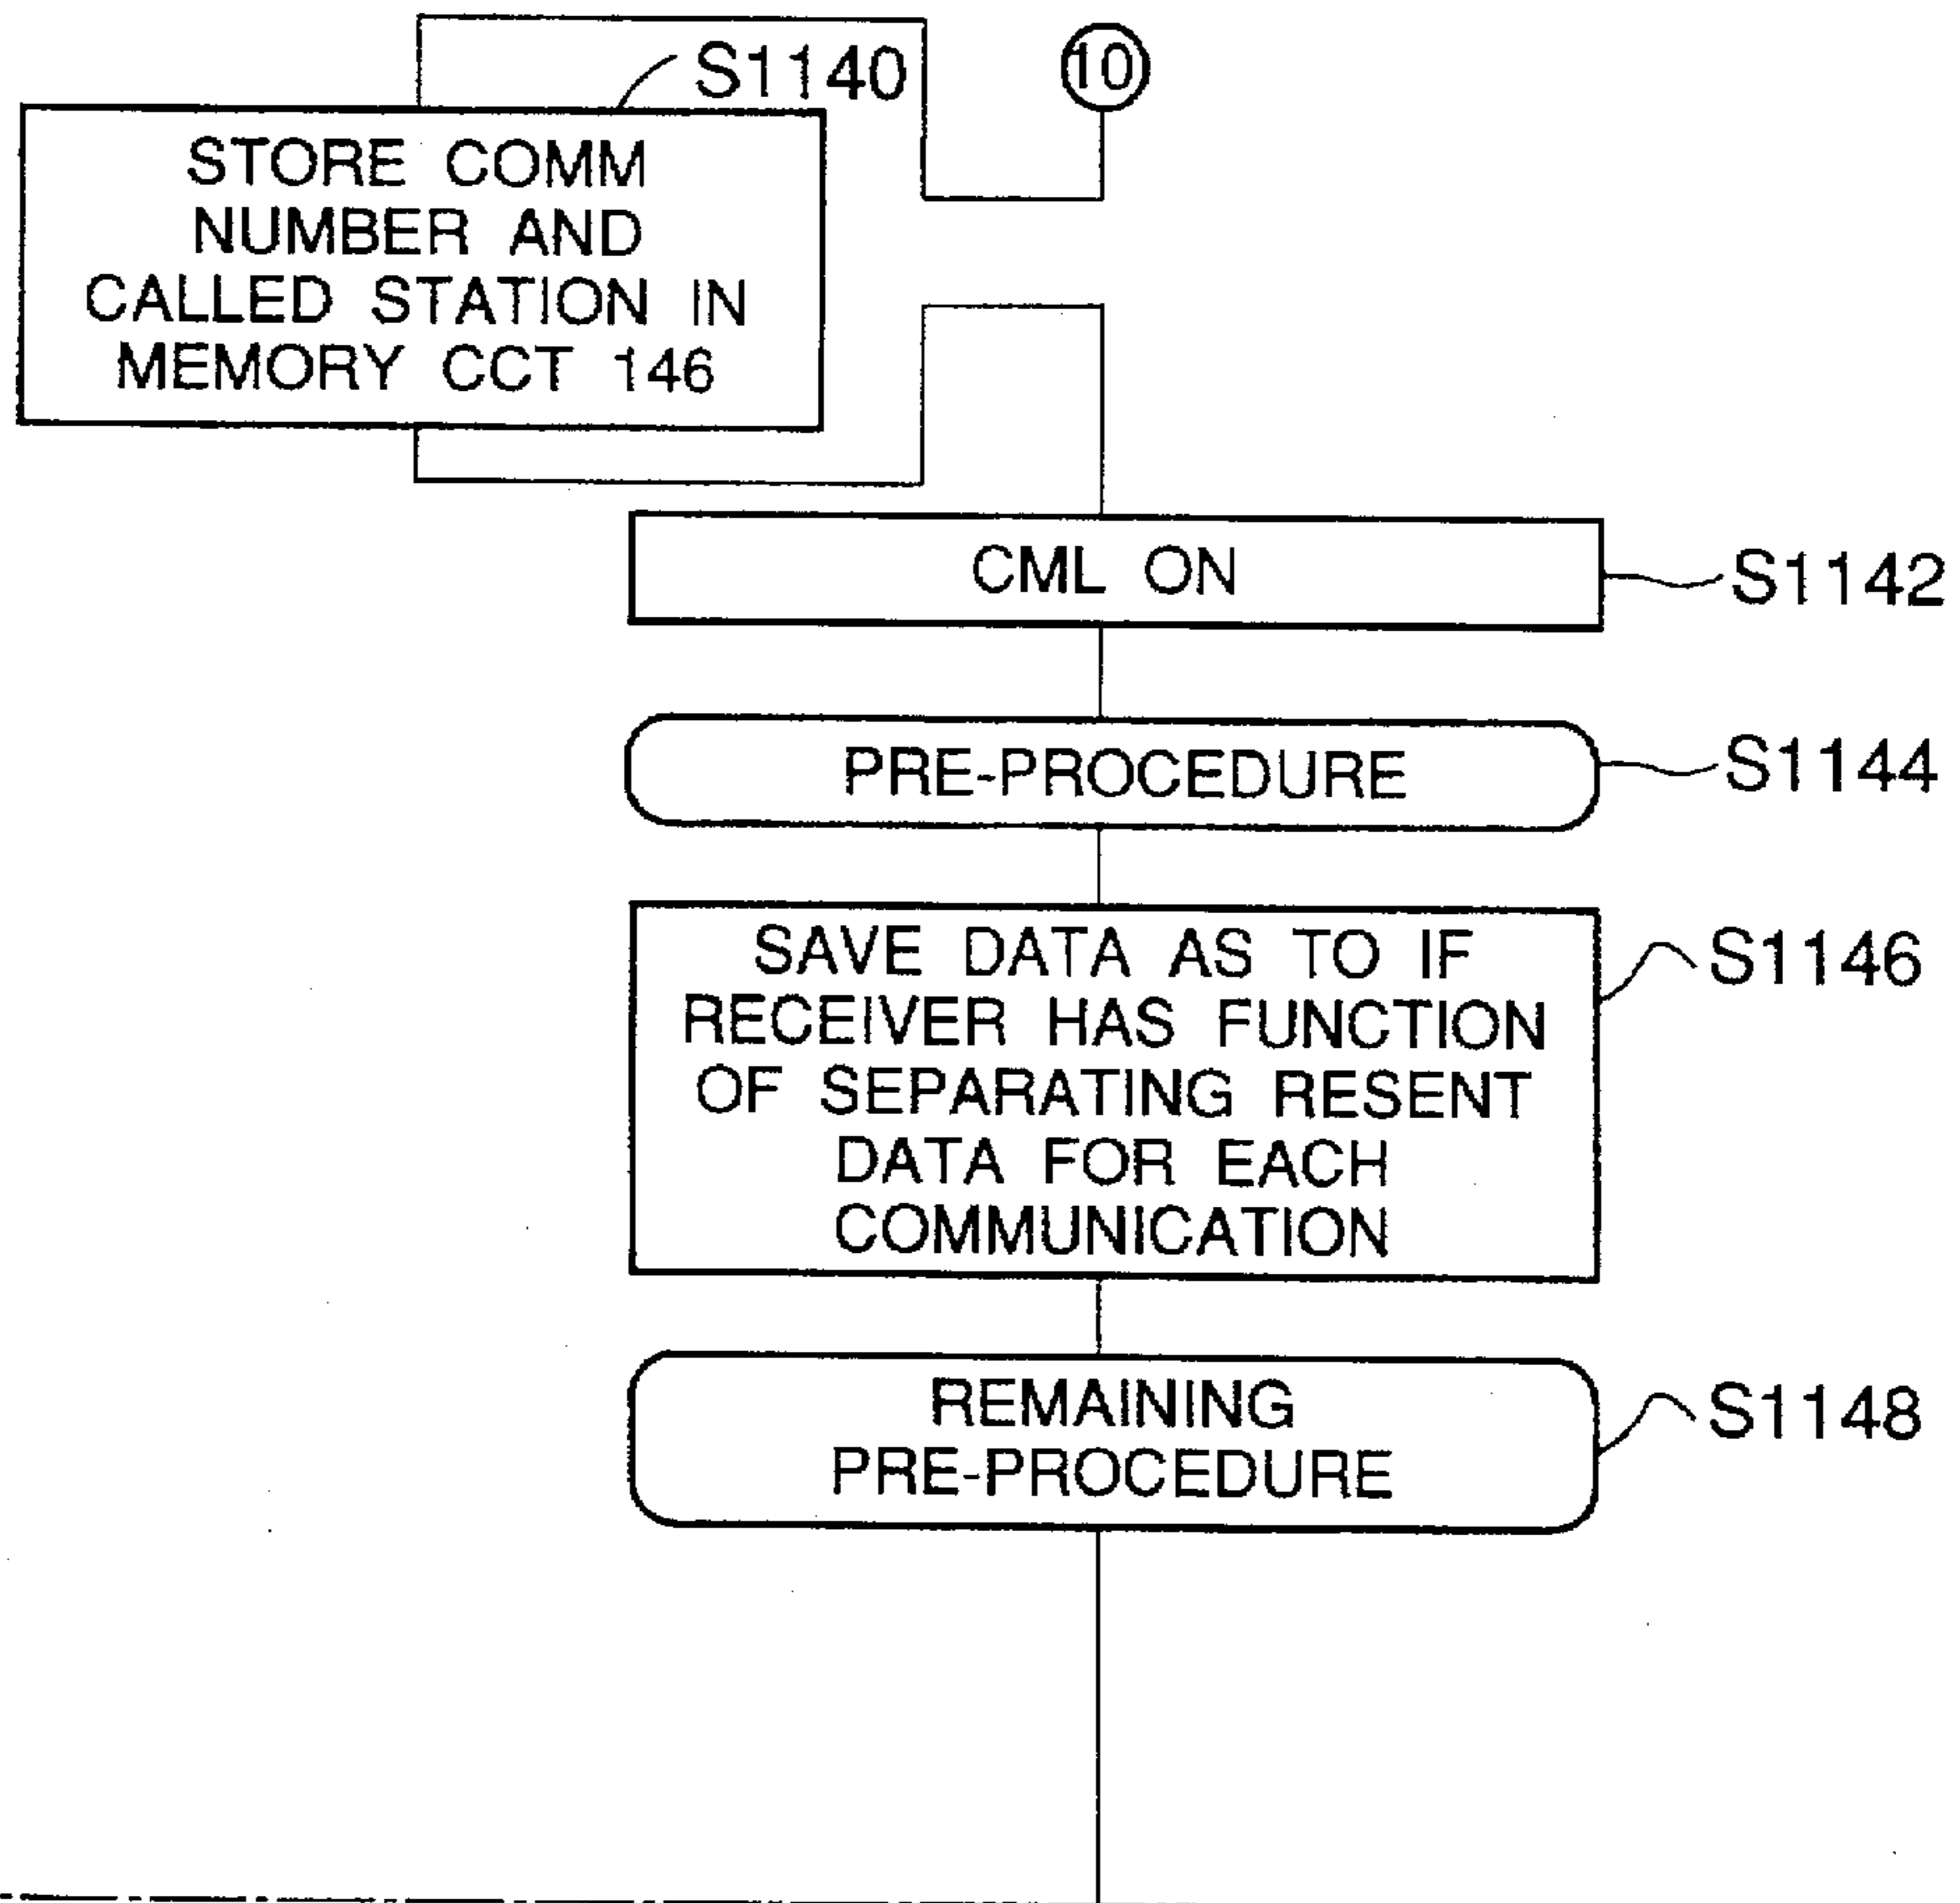 S1140
10
STORE COMM
NUMBER AND
CALLED STATION IN
MEMORY CCT 146
CML ON
S1142
PRE-PROCEDURE
S1144
SAVE DATA AS TO IF
RECEIVER HAS FUNCTION
OF SEPARATING RESENT
DATA FOR EACH
COMMUNICATION
S1146
REMAINING
PRE-PROCEDURE
S1148